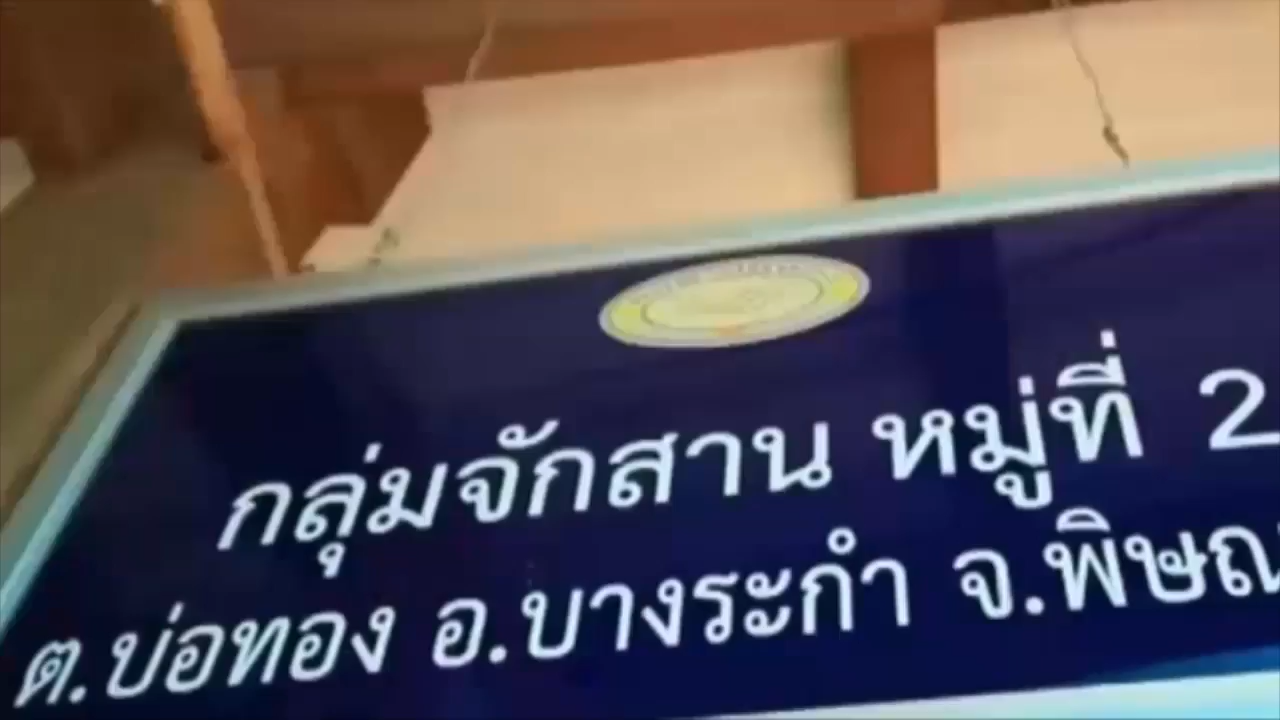 กลุ่มจักสาน หมู่ที่ 2
ต.บ่อทอง อ.บางระกำ จ.พิษณ